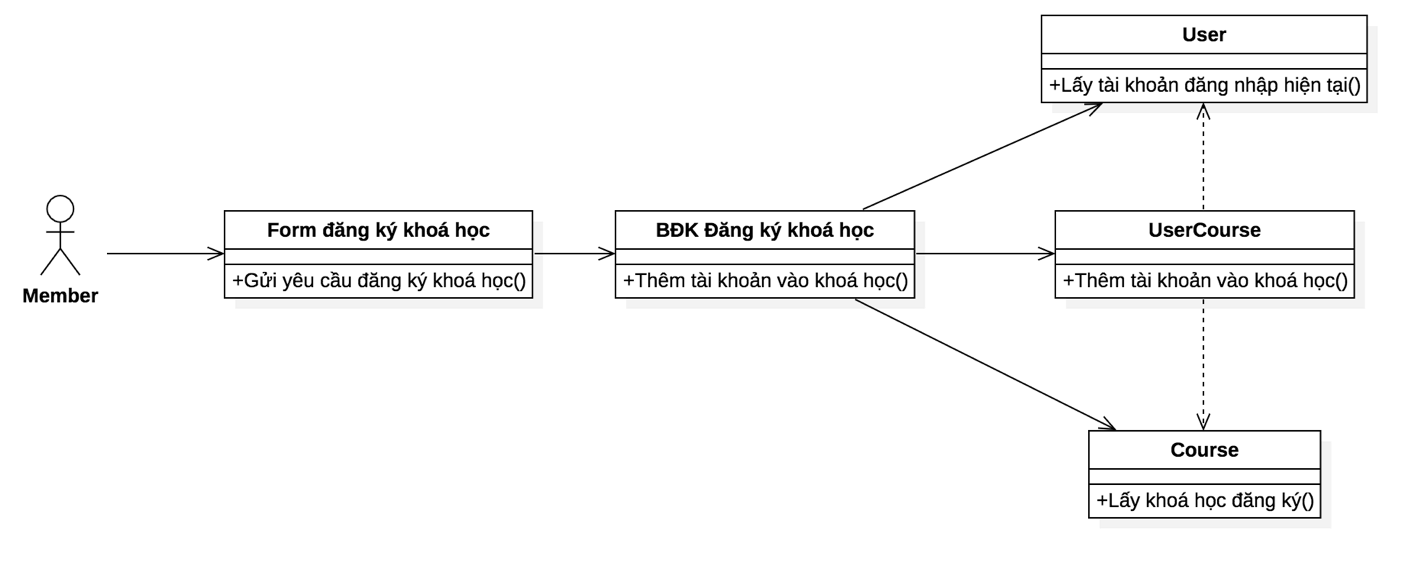 User
+Lấy tài khoản đăng nhập hiện tại()
Member
Form đăng ký khoá học
+Gửi yêu cầu đăng ký khoá học()
BĐK Đăng ký khoá học
+Thêm tài khoản vào khoá học()
UserCourse
+Thêm tài khoản vào khoá học()
Course
+Lấy khoá học đăng ký()